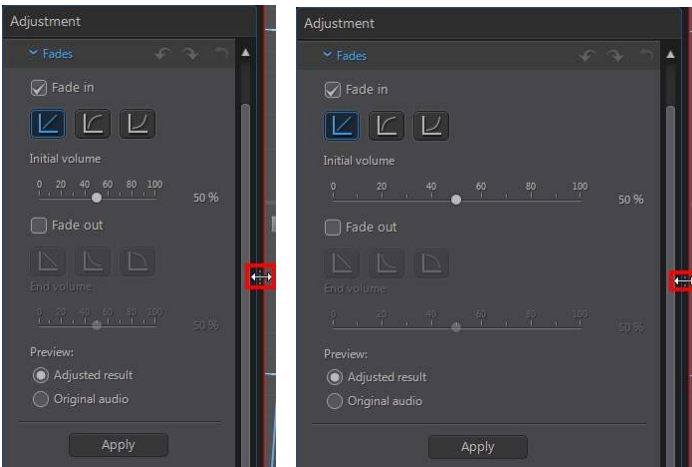 Adjustment
Fades
Fade in
Initial volume
0 20 40 60 80 100
50 %
Fade out
End volume
0 20 40 60 80 100
50 %
Preview:
Adjusted result
Original audio
Apply
Adjustment
Fades
Fade in
Initial volume
0 20 40 60 80 100
50 %
Fade out
End volume
0 20 40 60 80 100
50 %
Preview:
Adjusted result
Original audio
Apply